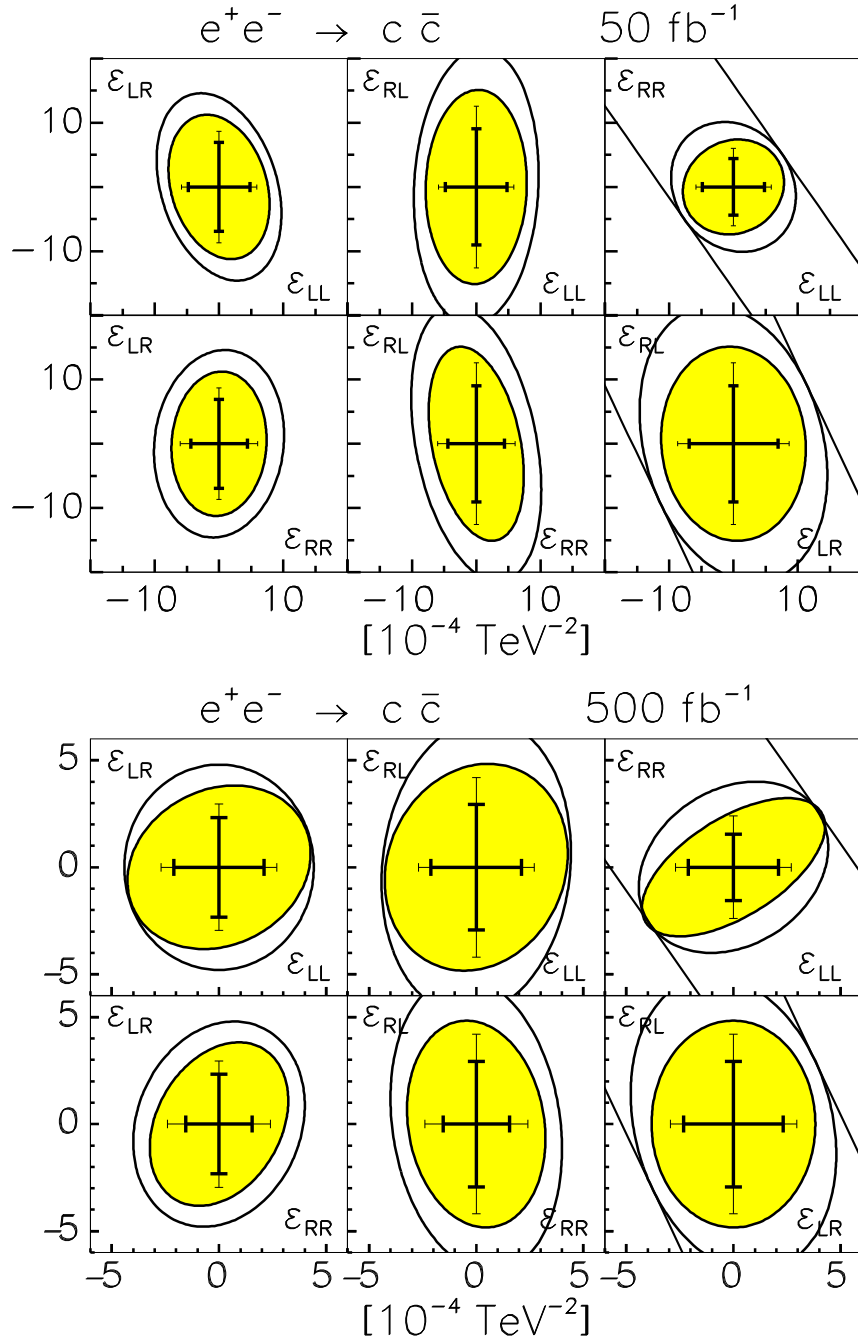 e⁺e⁻ → c c̄ 50 fb⁻¹
ε_LR ε_RL ε_RR
10
−10
ε_LL ε_LL ε_LL
ε_LR ε_RL ε_RL
10
−10
ε_RR ε_RR ε_LR
−10 10 −10 10 −10 10
[10⁻⁴ TeV⁻²]
e⁺e⁻ → c c̄ 500 fb⁻¹
5 ε_LR ε_RL ε_RR
0
−5 ε_LL ε_LL ε_LL
5 ε_LR ε_RL ε_RL
0
−5 ε_RR ε_RR ε_LR
−5 0 5 −5 0 5 −5 0 5
[10⁻⁴ TeV⁻²]